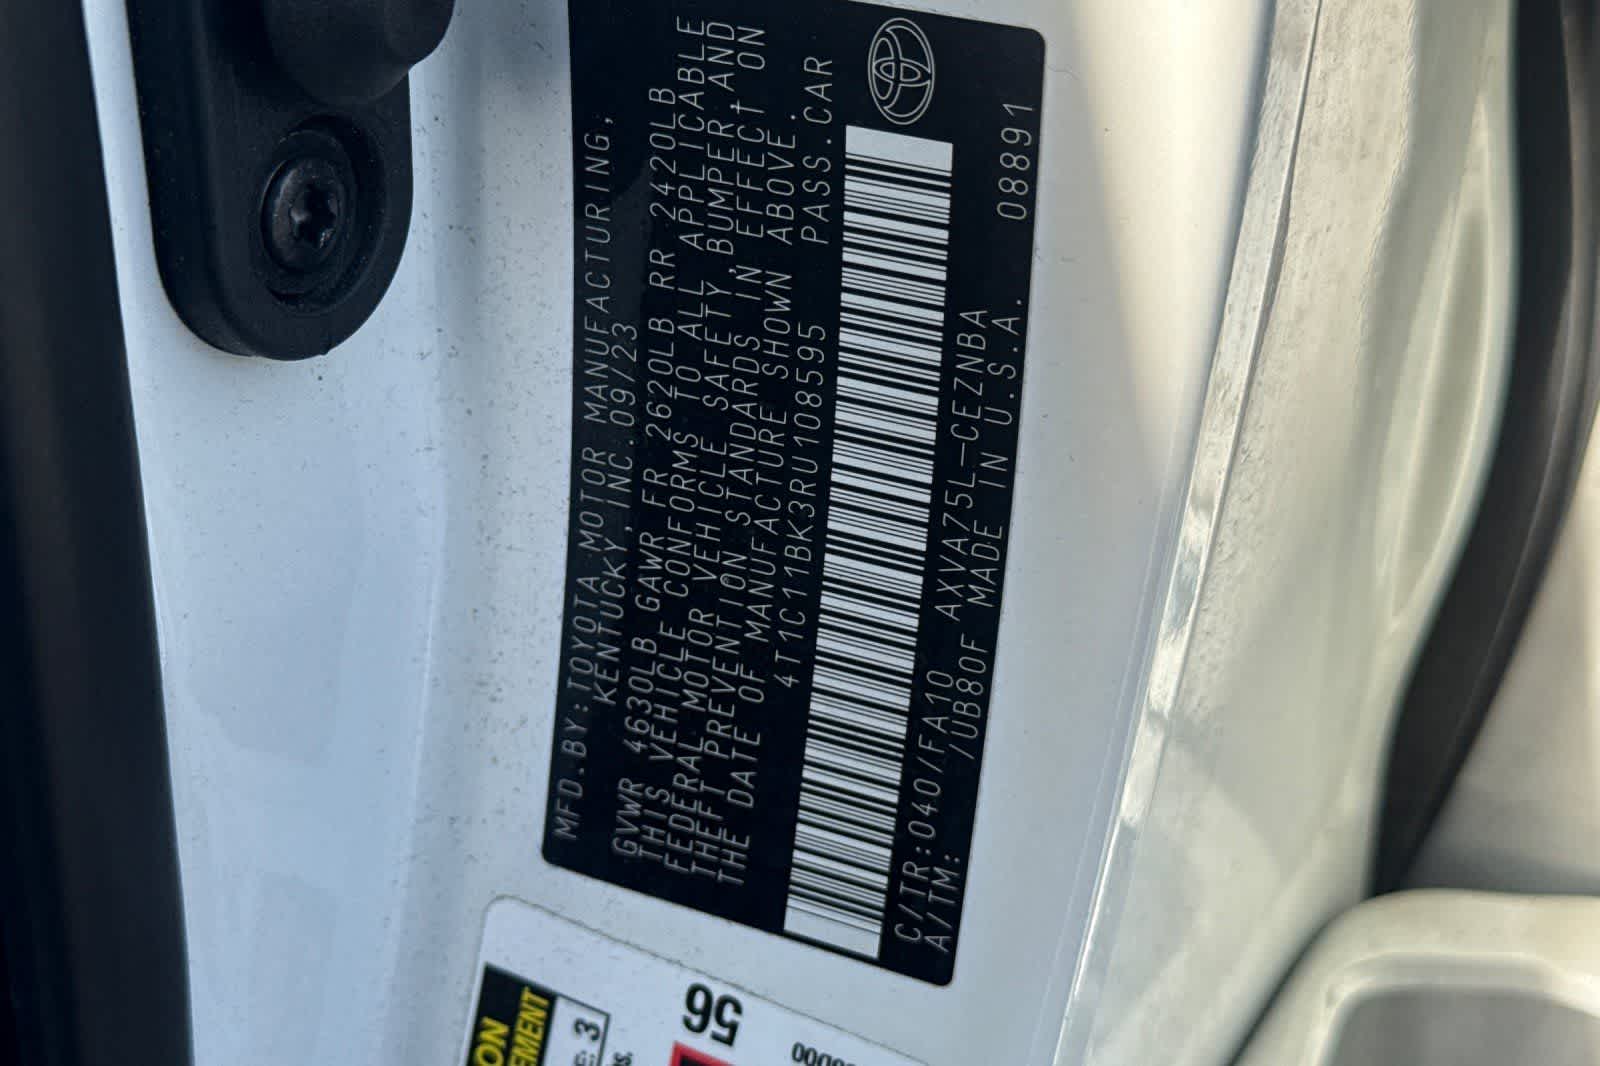 MFD.BY:TOYOTA MOTOR MANUFACTURING,
KENTUCKY, INC. 09/23
GVWR 4630LB GAWR FR 2620LB RR 2420LB
THIS VEHICLE CONFORMS TO ALL APPLICABLE
FEDERAL MOTOR VEHICLE SAFETY,BUMPER,AND
THEFT PREVENTION STANDARDS IN EFFECT ON
THE DATE OF MANUFACTURE SHOWN ABOVE.
4T1C11BK3RU108595 PASS.CAR
C/TR:040/FA10 AXVA75L-CEZNBA
A/TM: /UB80F MADE IN U.S.A.
08891
56
3